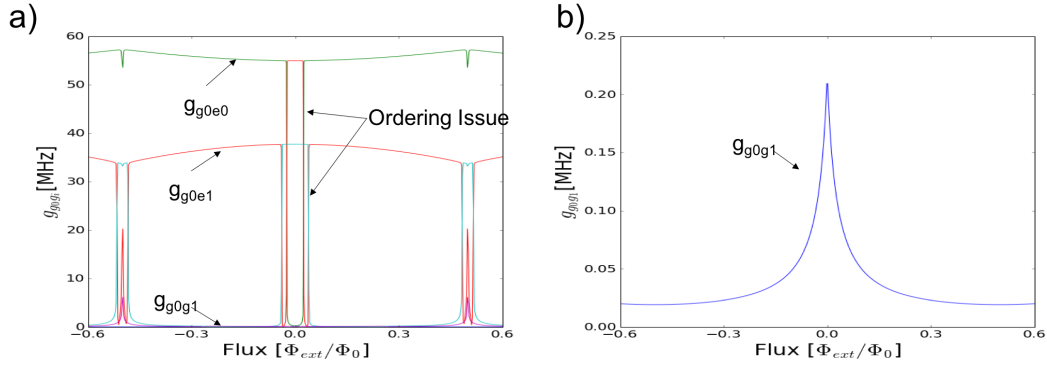 a)
60
50
40
30
20
10
0
g_{g0g_1}[MHz]
g_{g0e0}
g_{g0e1}
g_{g0g1}
Ordering Issue
−0.6
−0.3
0.0
0.3
0.6
Flux [Φ_{ext}/Φ_0]
b)
0.25
0.20
0.15
0.10
0.05
0.00
g_{g0g_1}[MHz]
g_{g0g1}
−0.6
−0.3
0.0
0.3
0.6
Flux [Φ_{ext}/Φ_0]